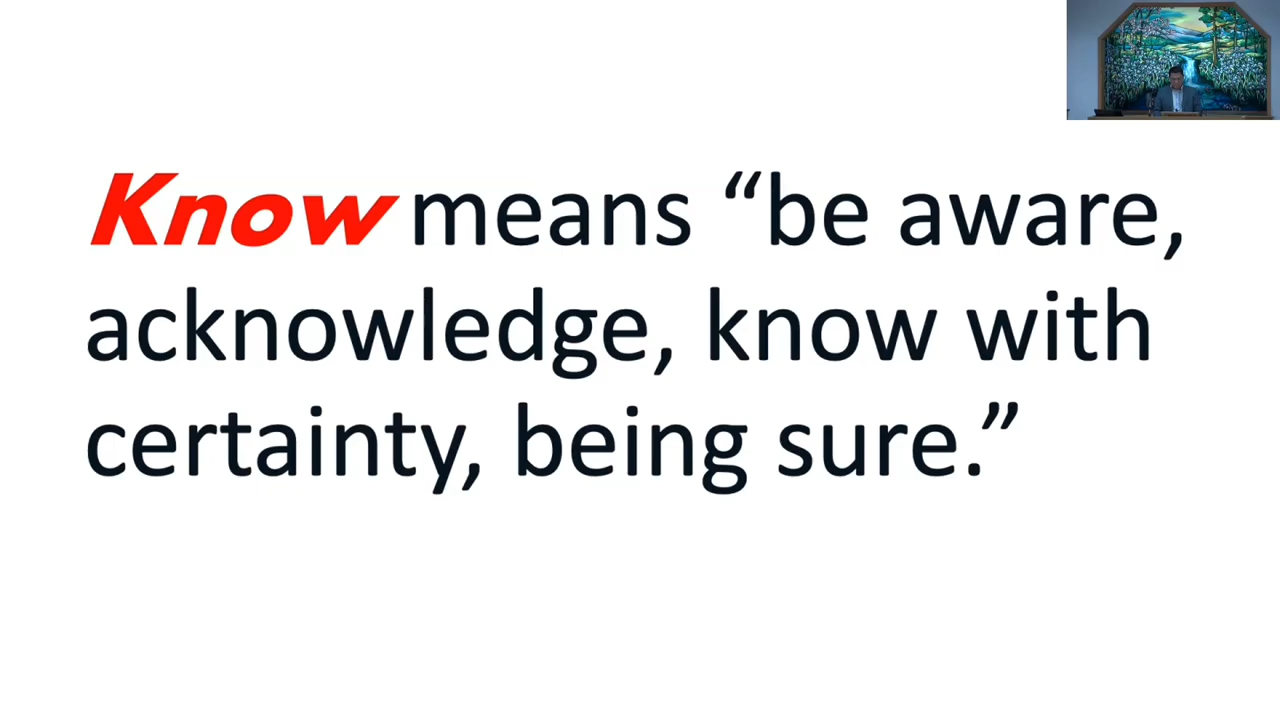 Know means “be aware,
acknowledge, know with
certainty, being sure.”